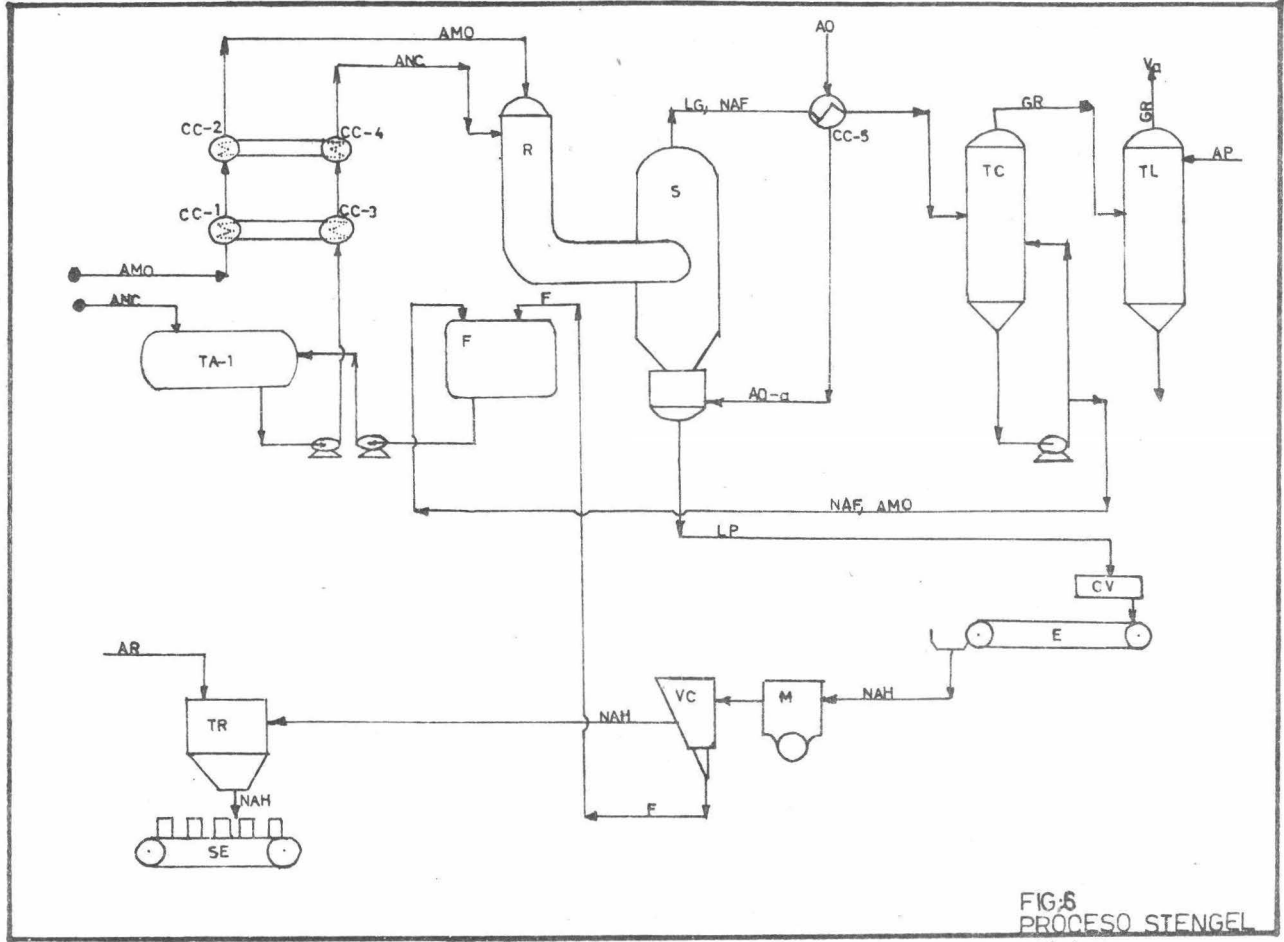 AMO
ANC
AO
Va
GR
GR
LG, NAF
CC-2
CC-4
CC-5
R
S
TC
TL
AP
CC-1
CC-3
AMO
ANC
F
F
TA-1
AO-a
NAF, AMO
LP
CV
E
AR
TR
NAH
VC
M
NAH
NAH
F
SE
FIG:6
PROCESO STENGEL